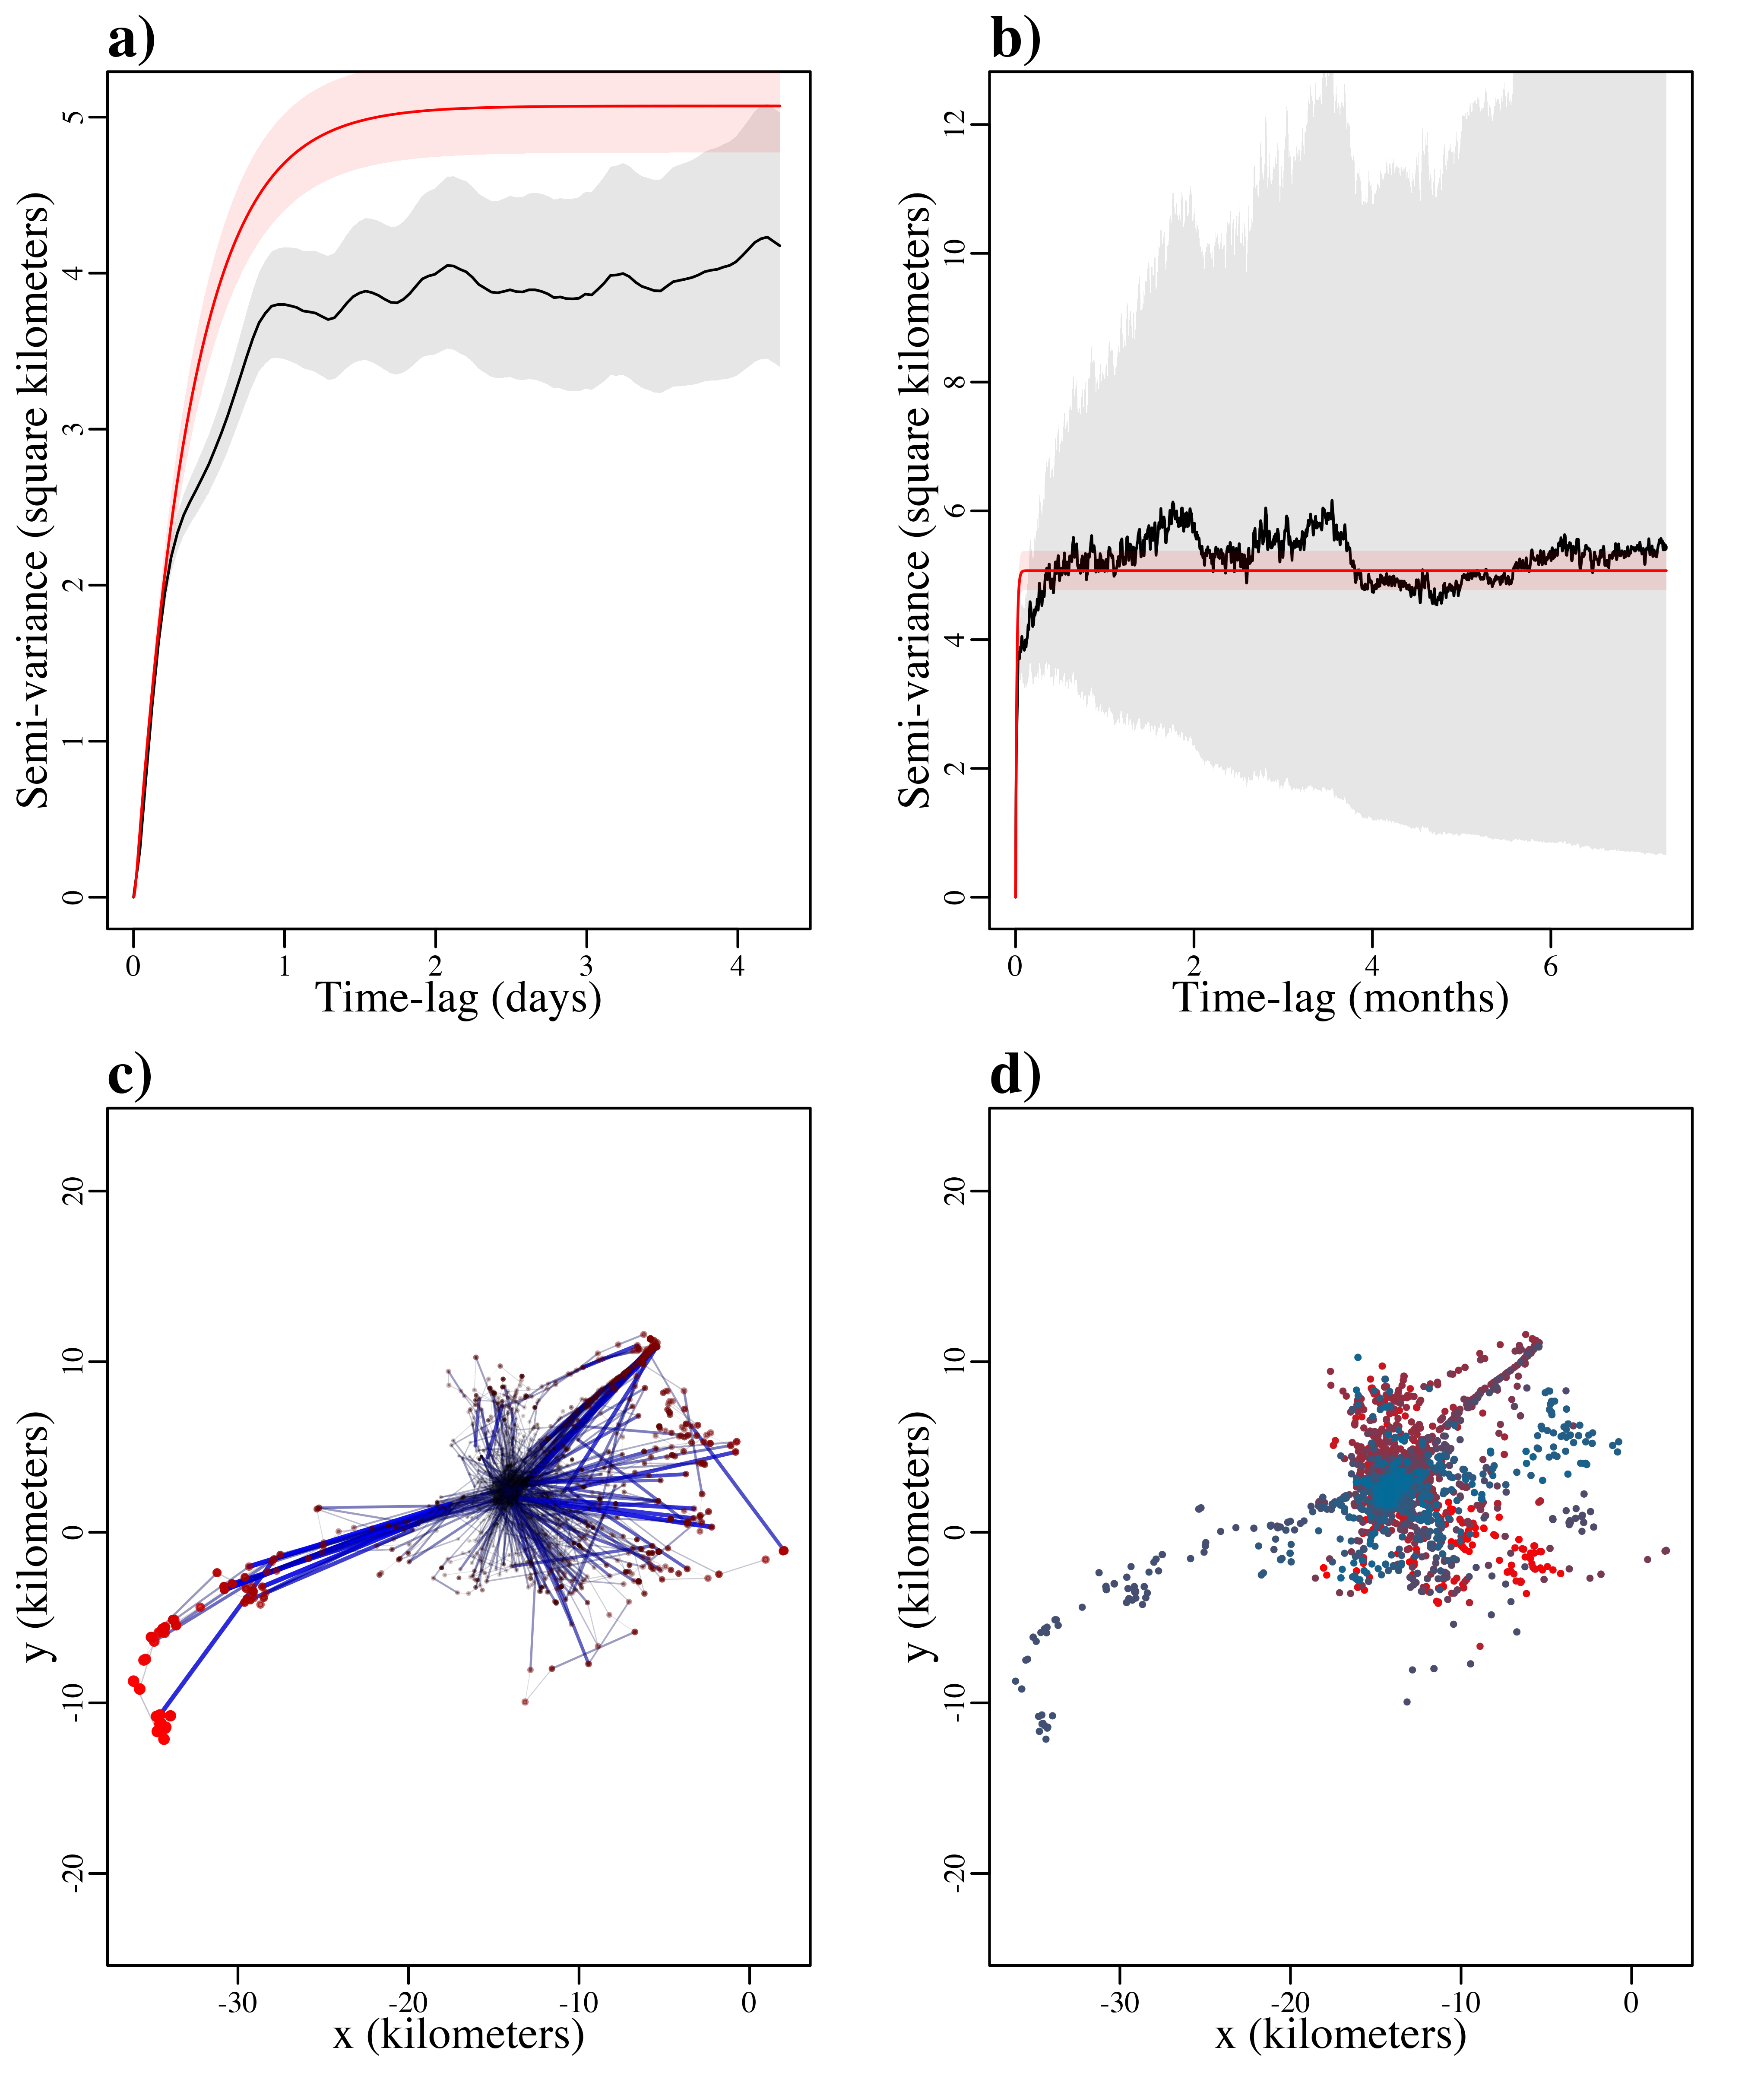 a)
Semi-variance (square kilometers)
5
4
3
2
1
0
0 1 2 3 4
Time-lag (days)
b)
Semi-variance (square kilometers)
12
10
8
6
4
2
0
0 2 4 6
Time-lag (months)
c)
y (kilometers)
20
10
0
-10
-20
-30 -20 -10 0
x (kilometers)
d)
y (kilometers)
20
10
0
-10
-20
-30 -20 -10 0
x (kilometers)